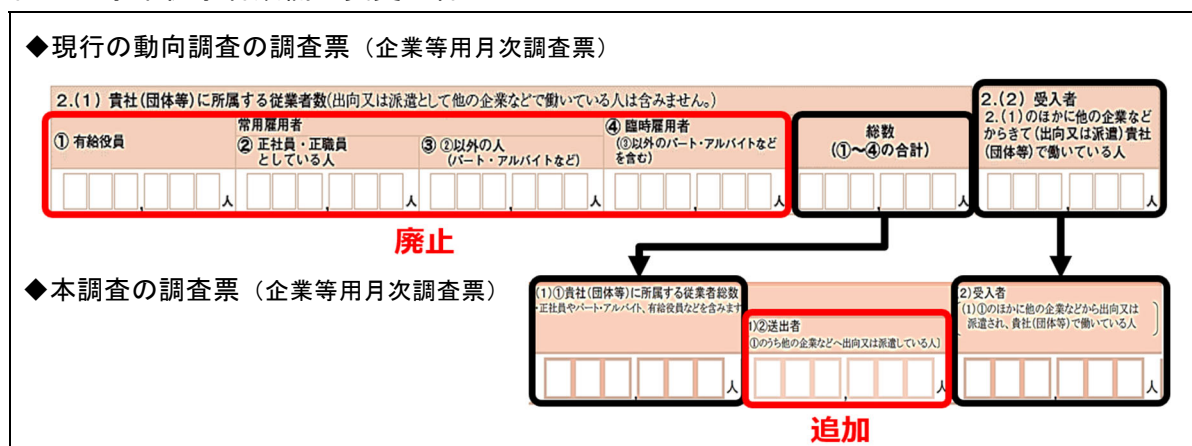 ◆現行の動向調査の調査票（企業等用月次調査票）
2.(1) 貴社(団体等)に所属する従業者数(出向又は派遣として他の企業などで働いている人は含みません。)
① 有給役員
常用雇用者
② 正社員・正職員
としている人
③ ②以外の人
(パート・アルバイトなど)
④ 臨時雇用者
(③以外のパート・アルバイトなど
を含む)
総数
(①～④の合計)
2.(2) 受入者
2.(1)のほかに他の企業など
からきて(出向又は派遣)貴社
(団体等)で働いている人
, 人 , 人 , 人 , 人 , 人 , 人
廃止
◆本調査の調査票（企業等用月次調査票）
(1)①貴社(団体等)に所属する従業者総数
正社員やパート・アルバイト、有給役員などを含みます
1)②送出者
①のうち他の企業などへ出向又は派遣している人〕
2)受入者
(1)①のほかに他の企業などから出向又は
派遣され、貴社(団体等)で働いている人
, 人 , 人 , 人
追加